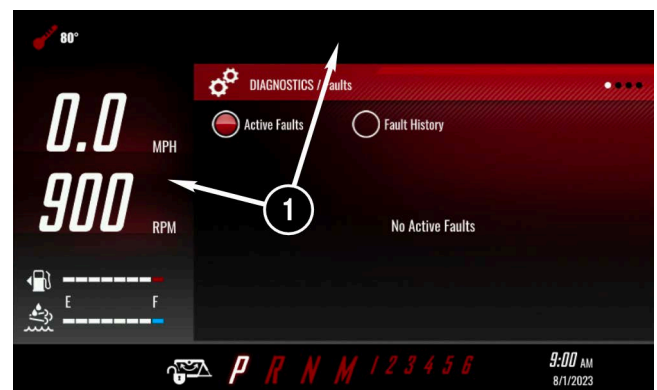 80°
DIAGNOSTICS / Faults
0.0 MPH
Active Faults
Fault History
900 RPM
1
No Active Faults
E F
P R N M 1 2 3 4 5 6
9:00 AM
8/1/2023